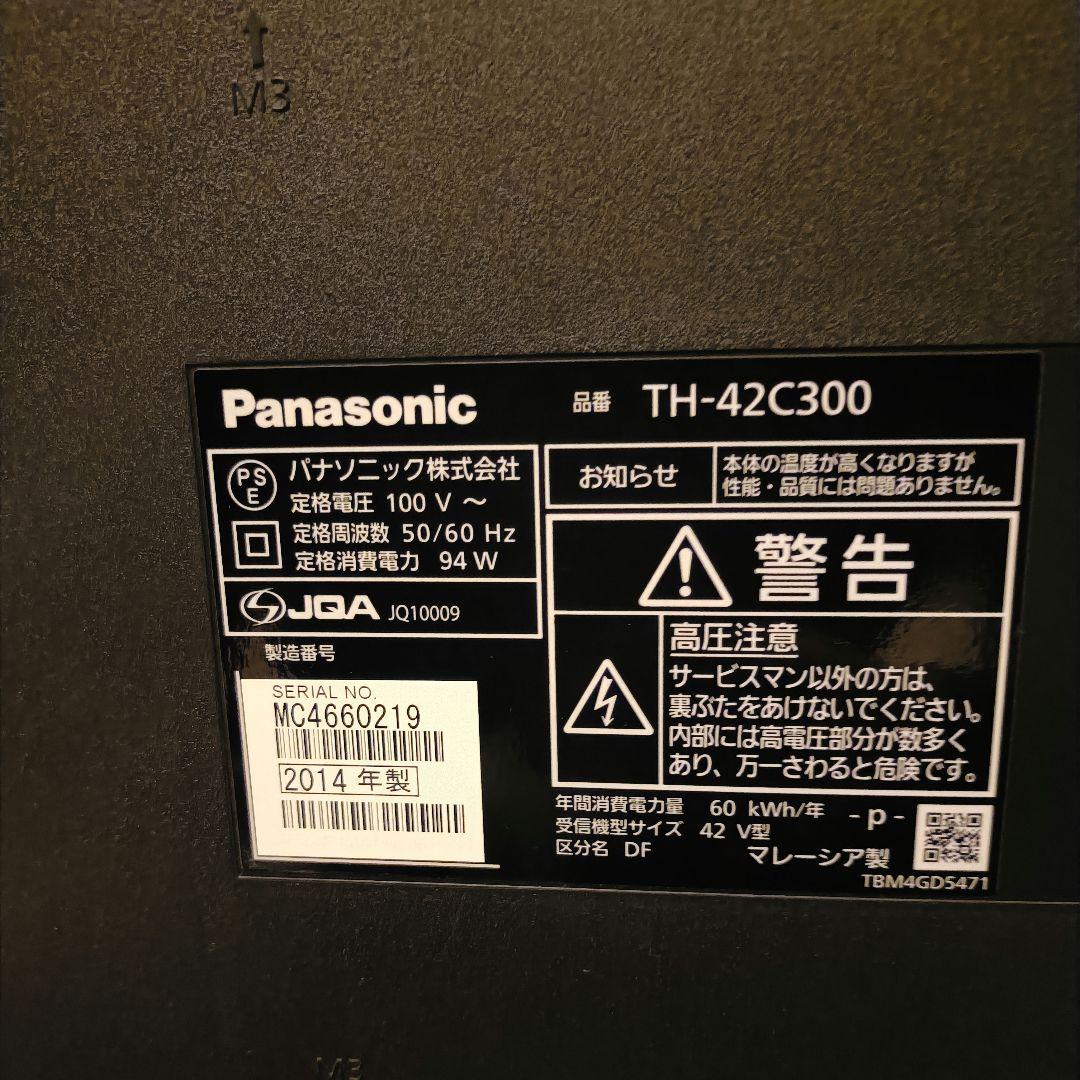 ↑
M3
Panasonic
品番 TH-42C300
PS
E
パナソニック株式会社
定格電圧 100 V ～
定格周波数 50/60 Hz
定格消費電力 94 W
JQA JQ10009
製造番号
SERIAL NO.
MC4660219
2014 年製
お知らせ
本体の温度が高くなりますが
性能・品質には問題ありません。
警告
高圧注意
サービスマン以外の方は、
裏ぶたをあけないでください。
内部には高電圧部分が数多く
あり、万一さわると危険です。
年間消費電力量 60 kWh/年 - p -
受信機型サイズ 42 V型
区分名 DF
マレーシア製
TBM4GD5471
M3